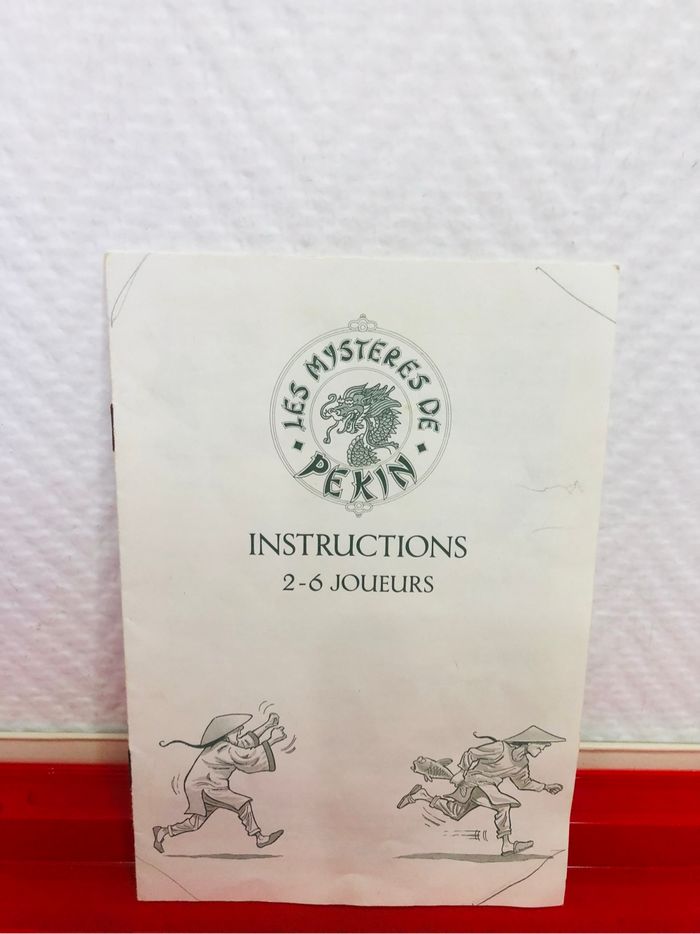 LES MYSTERES DE
PEKIN
INSTRUCTIONS
2-6 JOUEURS